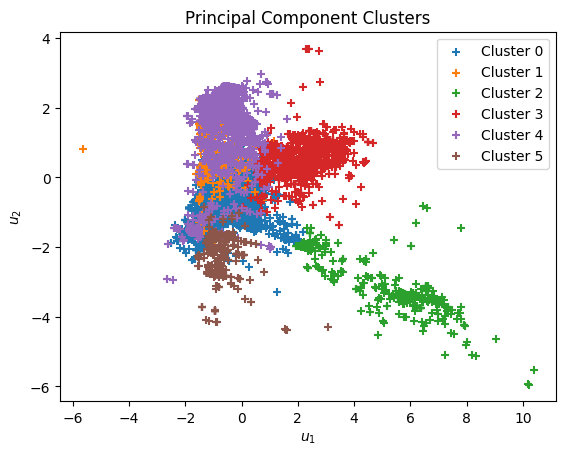 Principal Component Clusters
Cluster 0
Cluster 1
Cluster 2
Cluster 3
Cluster 4
Cluster 5
4
2
0
−2
−4
−6
u₂
−6
−4
−2
0
2
4
6
8
10
u₁